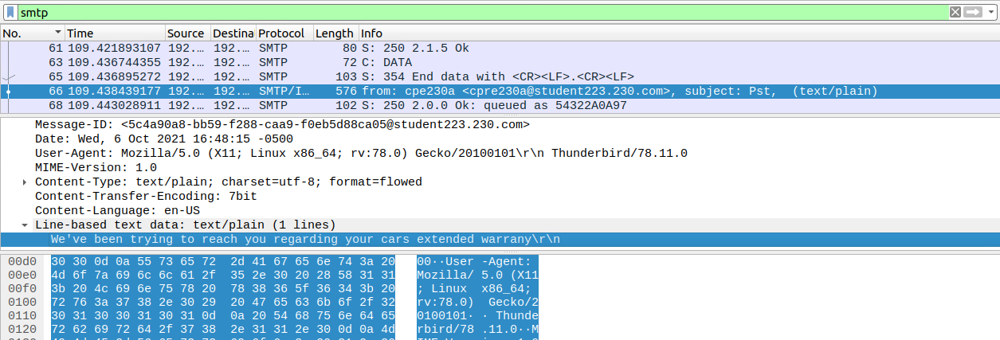 smtp
No. Time Source Destina Protocol Length Info
61 109.421893107 192.… 192.… SMTP 80 S: 250 2.1.5 Ok
63 109.436744355 192.… 192.… SMTP 72 C: DATA
65 109.436895272 192.… 192.… SMTP 103 S: 354 End data with <CR><LF>.<CR><LF>
66 109.438439177 192.… 192.… SMTP/I… 576 from: cpe230a <cpre230a@student223.230.com>, subject: Pst, (text/plain)
68 109.443028911 192.… 192.… SMTP 102 S: 250 2.0.0 Ok: queued as 54322A0A97
Message-ID: <5c4a90a8-bb59-f288-caa9-f0eb5d88ca05@student223.230.com>
Date: Wed, 6 Oct 2021 16:48:15 -0500
User-Agent: Mozilla/5.0 (X11; Linux x86_64; rv:78.0) Gecko/20100101\r\n Thunderbird/78.11.0
MIME-Version: 1.0
Content-Type: text/plain; charset=utf-8; format=flowed
Content-Transfer-Encoding: 7bit
Content-Language: en-US
Line-based text data: text/plain (1 lines)
We've been trying to reach you regarding your cars extended warrany\r\n
00d0 30 30 0d 0a 55 73 65 72 2d 41 67 65 6e 74 3a 20 00··User -Agent:
00e0 4d 6f 7a 69 6c 6c 61 2f 35 2e 30 20 28 58 31 31 Mozilla/ 5.0 (X11
00f0 3b 20 4c 69 6e 75 78 20 78 38 36 5f 36 34 3b 20 ; Linux x86_64;
0100 72 76 3a 37 38 2e 30 29 20 47 65 63 6b 6f 2f 32 rv:78.0) Gecko/2
0110 30 31 30 30 31 30 31 0d 0a 20 54 68 75 6e 64 65 0100101· · Thunde
0120 72 62 69 72 64 2f 37 38 2e 31 31 2e 30 0d 0a 4d rbird/78 .11.0··M